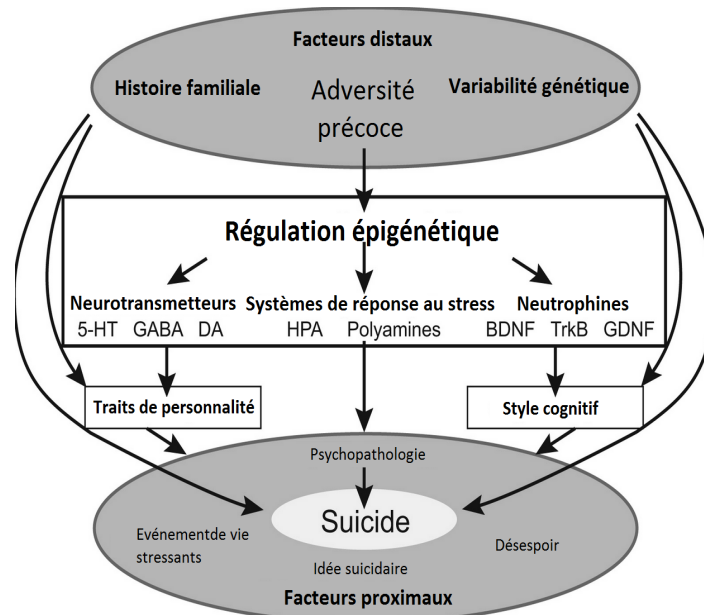 Facteurs distaux
Histoire familiale
Adversité
précoce
Variabilité génétique
Régulation épigénétique
Neurotransmetteurs
5-HT GABA DA
Systèmes de réponse au stress
HPA Polyamines
Neutrophines
BDNF TrkB GDNF
Traits de personnalité
Style cognitif
Psychopathologie
Suicide
Evénementde vie
stressants
Désespoir
Idée suicidaire
Facteurs proximaux